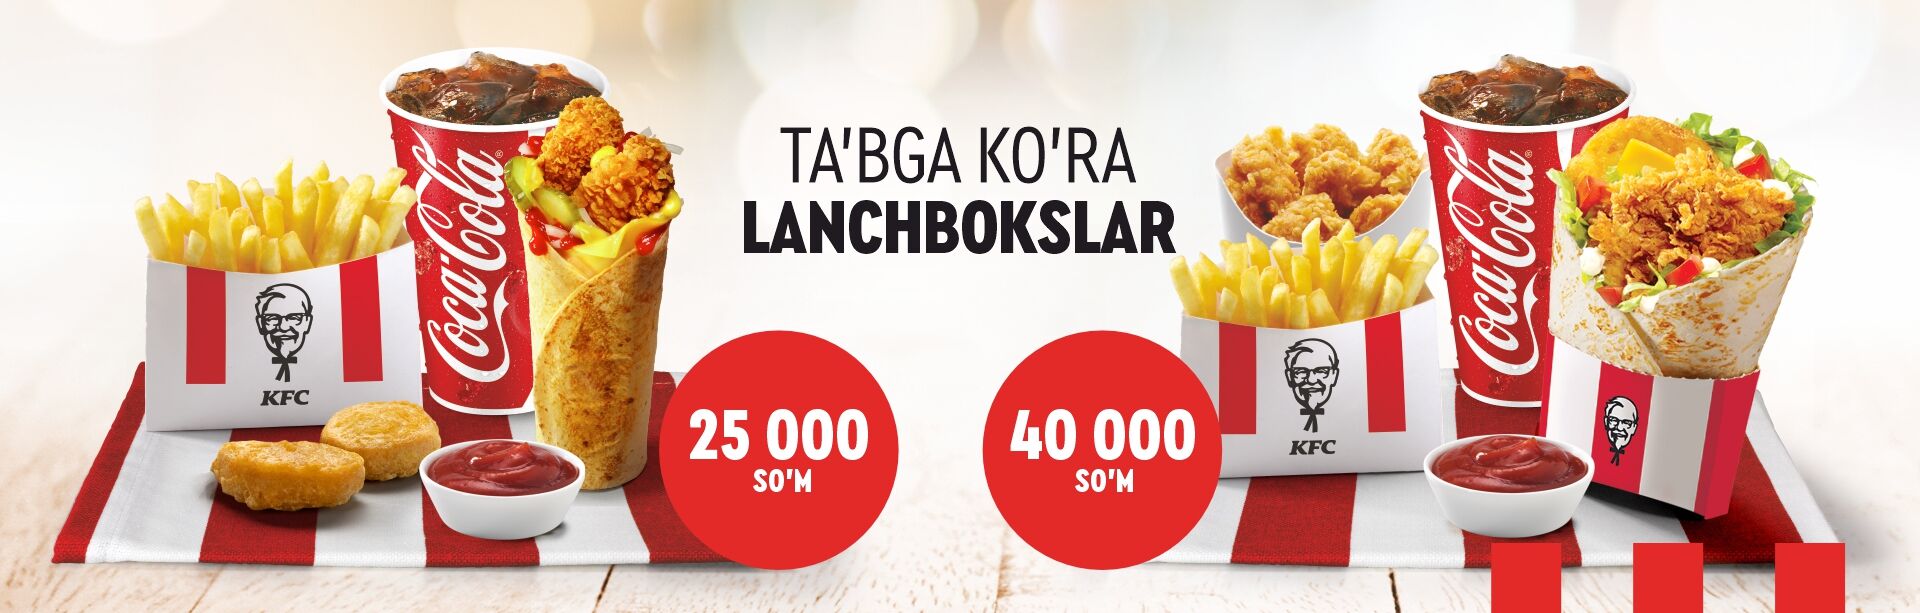 TA'BGA KO'RA
LANCHBOKSLAR
Coca-Cola
KFC
25 000
SO'M
Coca-Cola
KFC
40 000
SO'M